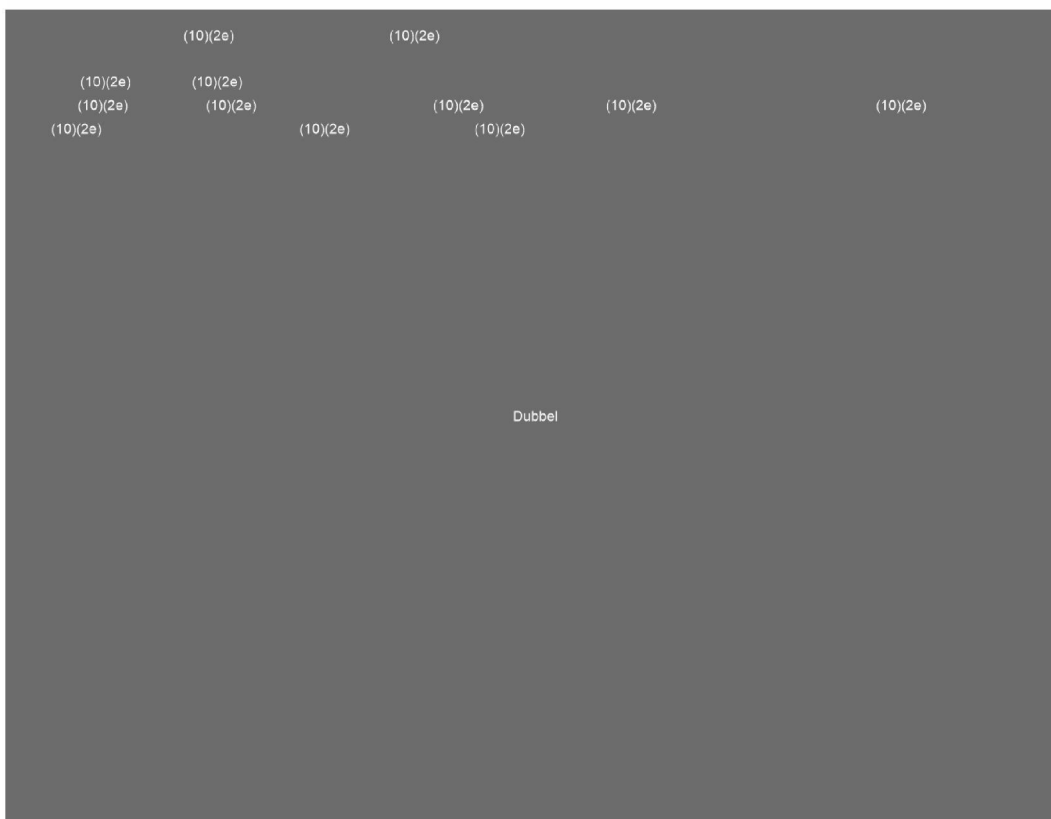 (10)(2e) (10)(2e)
(10)(2e) (10)(2e)
(10)(2e) (10)(2e) (10)(2e) (10)(2e) (10)(2e)
(10)(2e) (10)(2e) (10)(2e)
Dubbel